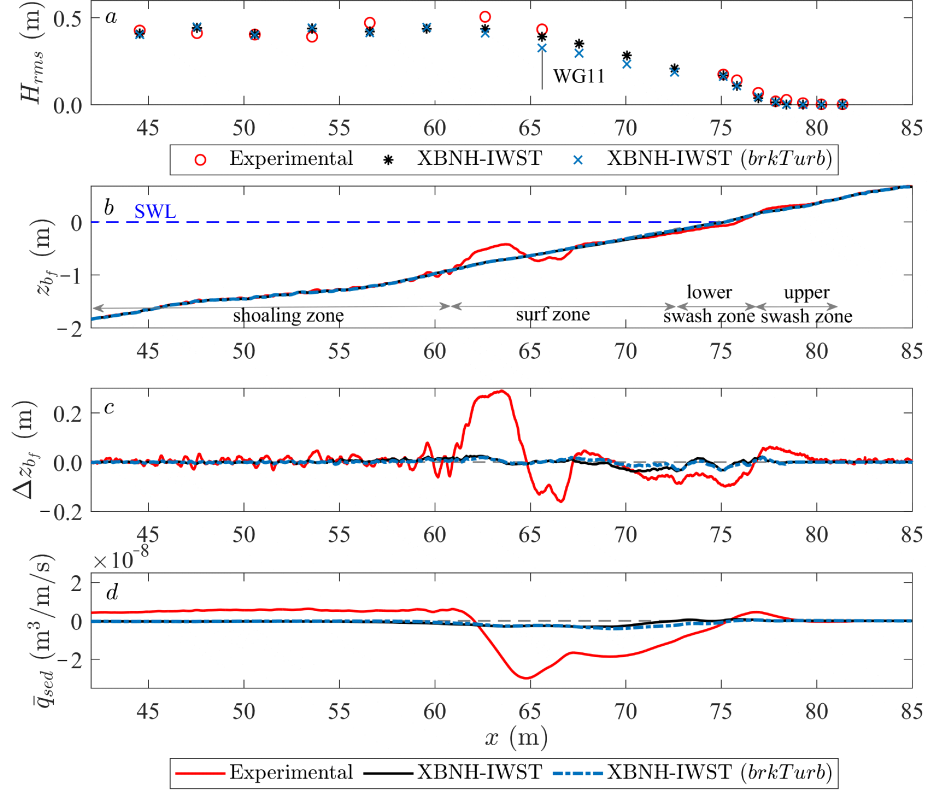 H_rms (m)
0.5
0.0
a
WG11
45 50 55 60 65 70 75 80 85
Experimental XBNH-IWST XBNH-IWST (brkTurb)
z_{b_f} (m)
0
−1
−2
b
SWL
lower upper
shoaling zone surf zone swash zone swash zone
45 50 55 60 65 70 75 80 85
Δz_{b_f} (m)
0.2
0.0
−0.2
c
45 50 55 60 65 70 75 80 85
×10^{-8}
q̄_sed (m³/m/s)
2
0
−2
d
45 50 55 60 65 70 75 80 85
x (m)
Experimental XBNH-IWST XBNH-IWST (brkTurb)